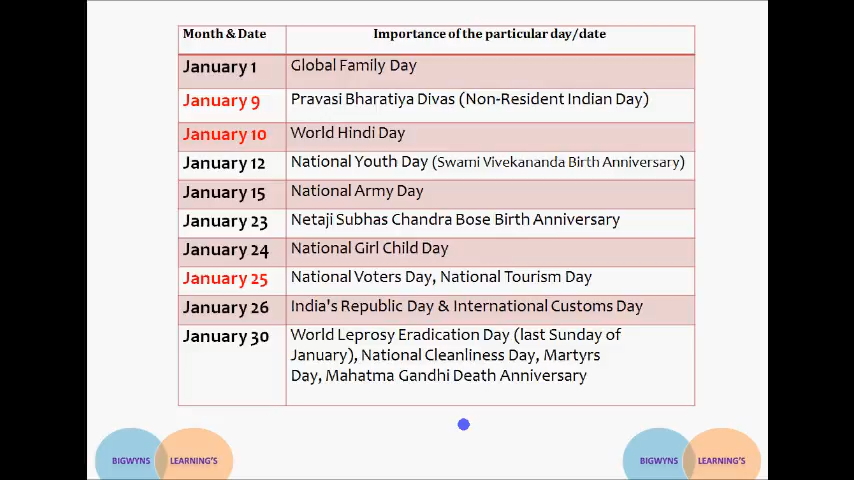 Month & Date Importance of the particular day/date
January 1 Global Family Day
January 9 Pravasi Bharatiya Divas (Non-Resident Indian Day)
January 10 World Hindi Day
January 12 National Youth Day (Swami Vivekananda Birth Anniversary)
January 15 National Army Day
January 23 Netaji Subhas Chandra Bose Birth Anniversary
January 24 National Girl Child Day
January 25 National Voters Day, National Tourism Day
January 26 India's Republic Day & International Customs Day
January 30 World Leprosy Eradication Day (last Sunday of
January), National Cleanliness Day, Martyrs
Day, Mahatma Gandhi Death Anniversary
BIGWYNS LEARNING'S BIGWYNS LEARNING'S